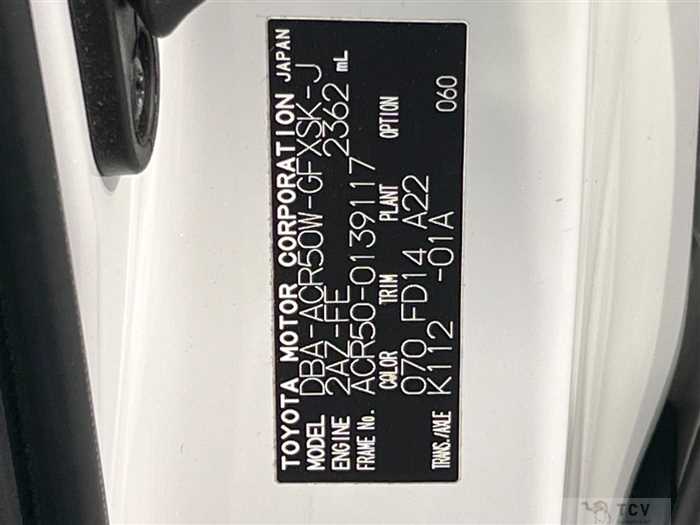 TOYOTA MOTOR CORPORATION JAPAN
MODEL DBA-ACR50W-GFXSK-J
ENGINE 2AZ-FE 2362 mL
FRAME No. ACR50-0139117
COLOR TRIM PLANT OPTION
070 FD14 A22
TRANS./AXLE K112 -01A 060
TCV